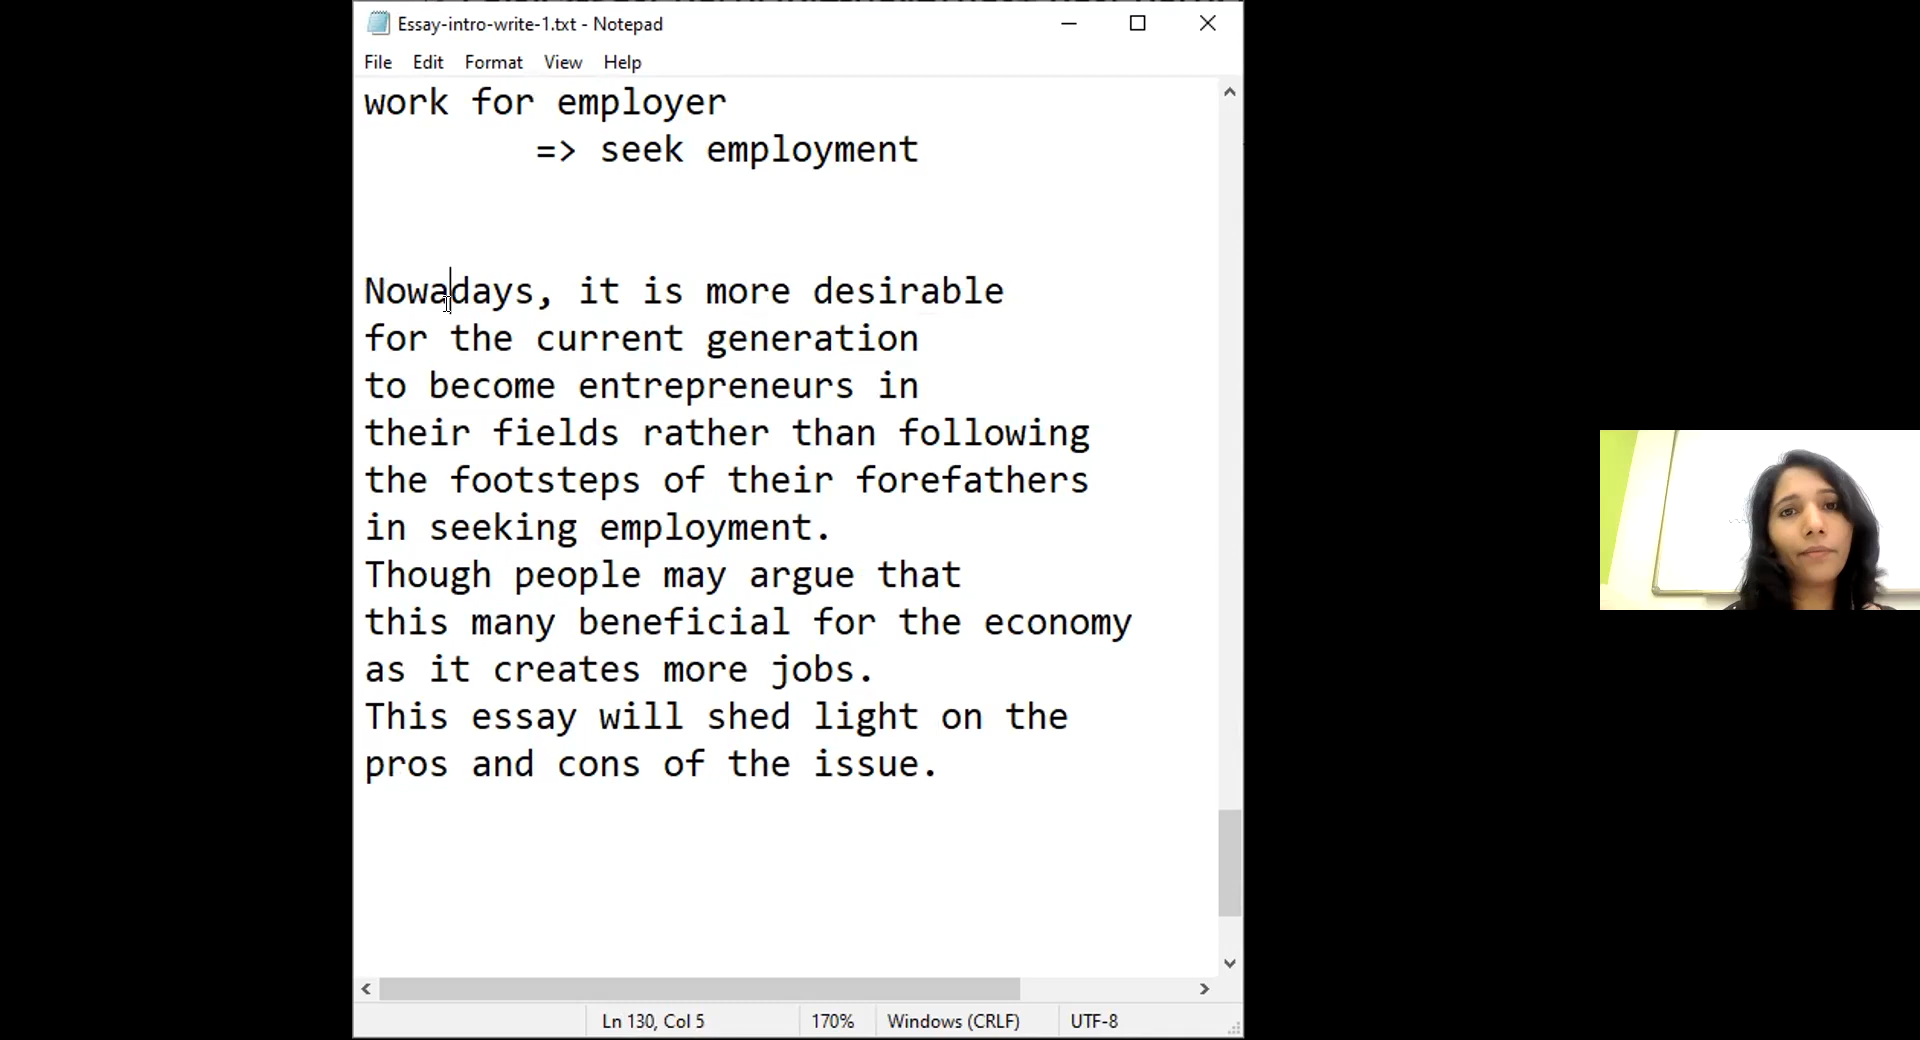 Essay-intro-write-1.txt - Notepad
File Edit Format View Help
work for employer
=> seek employment
Nowadays, it is more desirable
for the current generation
to become entrepreneurs in
their fields rather than following
the footsteps of their forefathers
in seeking employment.
Though people may argue that
this many beneficial for the economy
as it creates more jobs.
This essay will shed light on the
pros and cons of the issue.
Ln 130, Col 5 170% Windows (CRLF) UTF-8